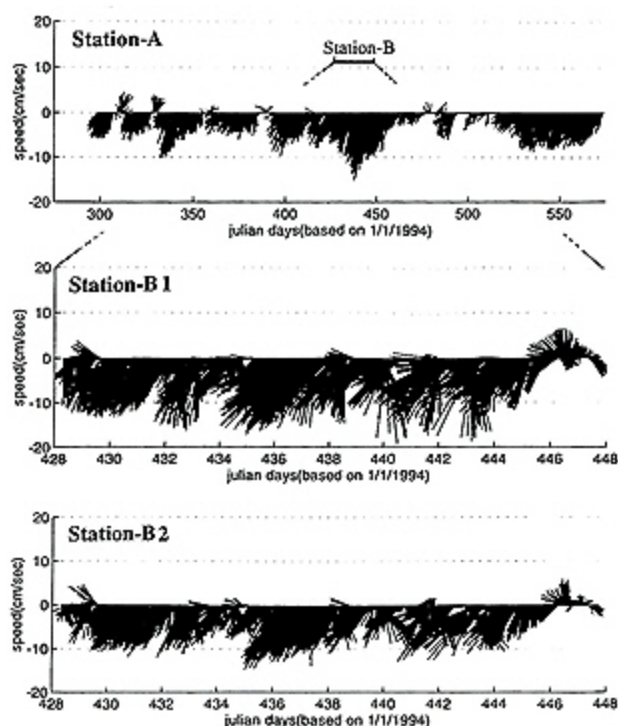 20
Station-A
Station-B
10
0
-10
-20
speed(cm/sec)
300 350 400 450 500 550
julian days(based on 1/1/1994)
20
Station-B1
10
0
-10
-20
speed(cm/sec)
428 430 432 434 436 438 440 442 444 446 448
julian days(based on 1/1/1994)
20
Station-B2
10
0
-10
-20
speed(cm/sec)
428 430 432 434 436 438 440 442 444 446 448
julian days(based on 1/1/1994)